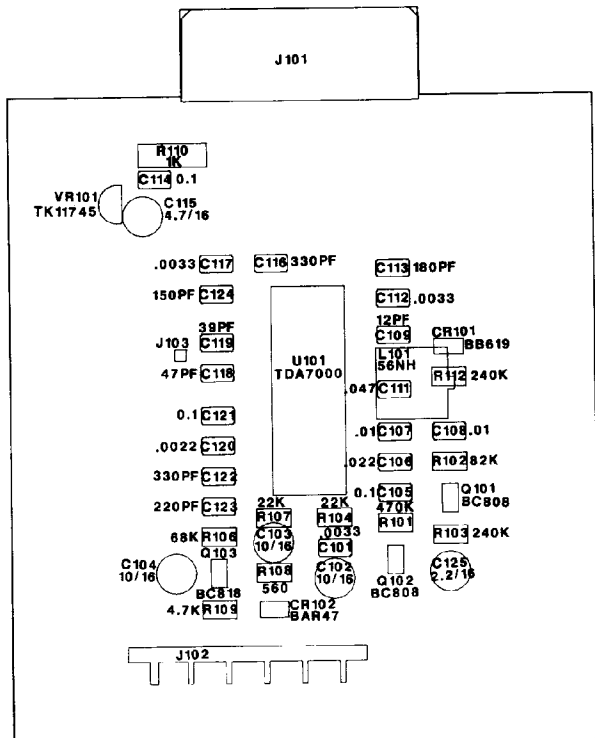 J101
R110
1K
C114 0.1
VR101
TK11745
C115
4.7/16
.0033 C117
C116 330PF
C113 180PF
150PF C124
C112 .0033
39PF
C119
J103
12PF
C109
CR101
BB619
U101
TDA7000
L101
56NH
47PF C118
R112 240K
.047 C111
0.1 C121
.01 C107
C108 .01
.0022 C120
.022 C106
R102 82K
330PF C122
0.1 C105
Q101
BC808
220PF C123
22K
R107
22K
R104
470K
R101
68K R106
C103
10/16
.0033
C101
R103 240K
Q103
BC818
C104
10/16
R108
560
C102
10/16
Q102
BC808
C125
2.2/16
4.7K R109
CR102
BAR47
J102